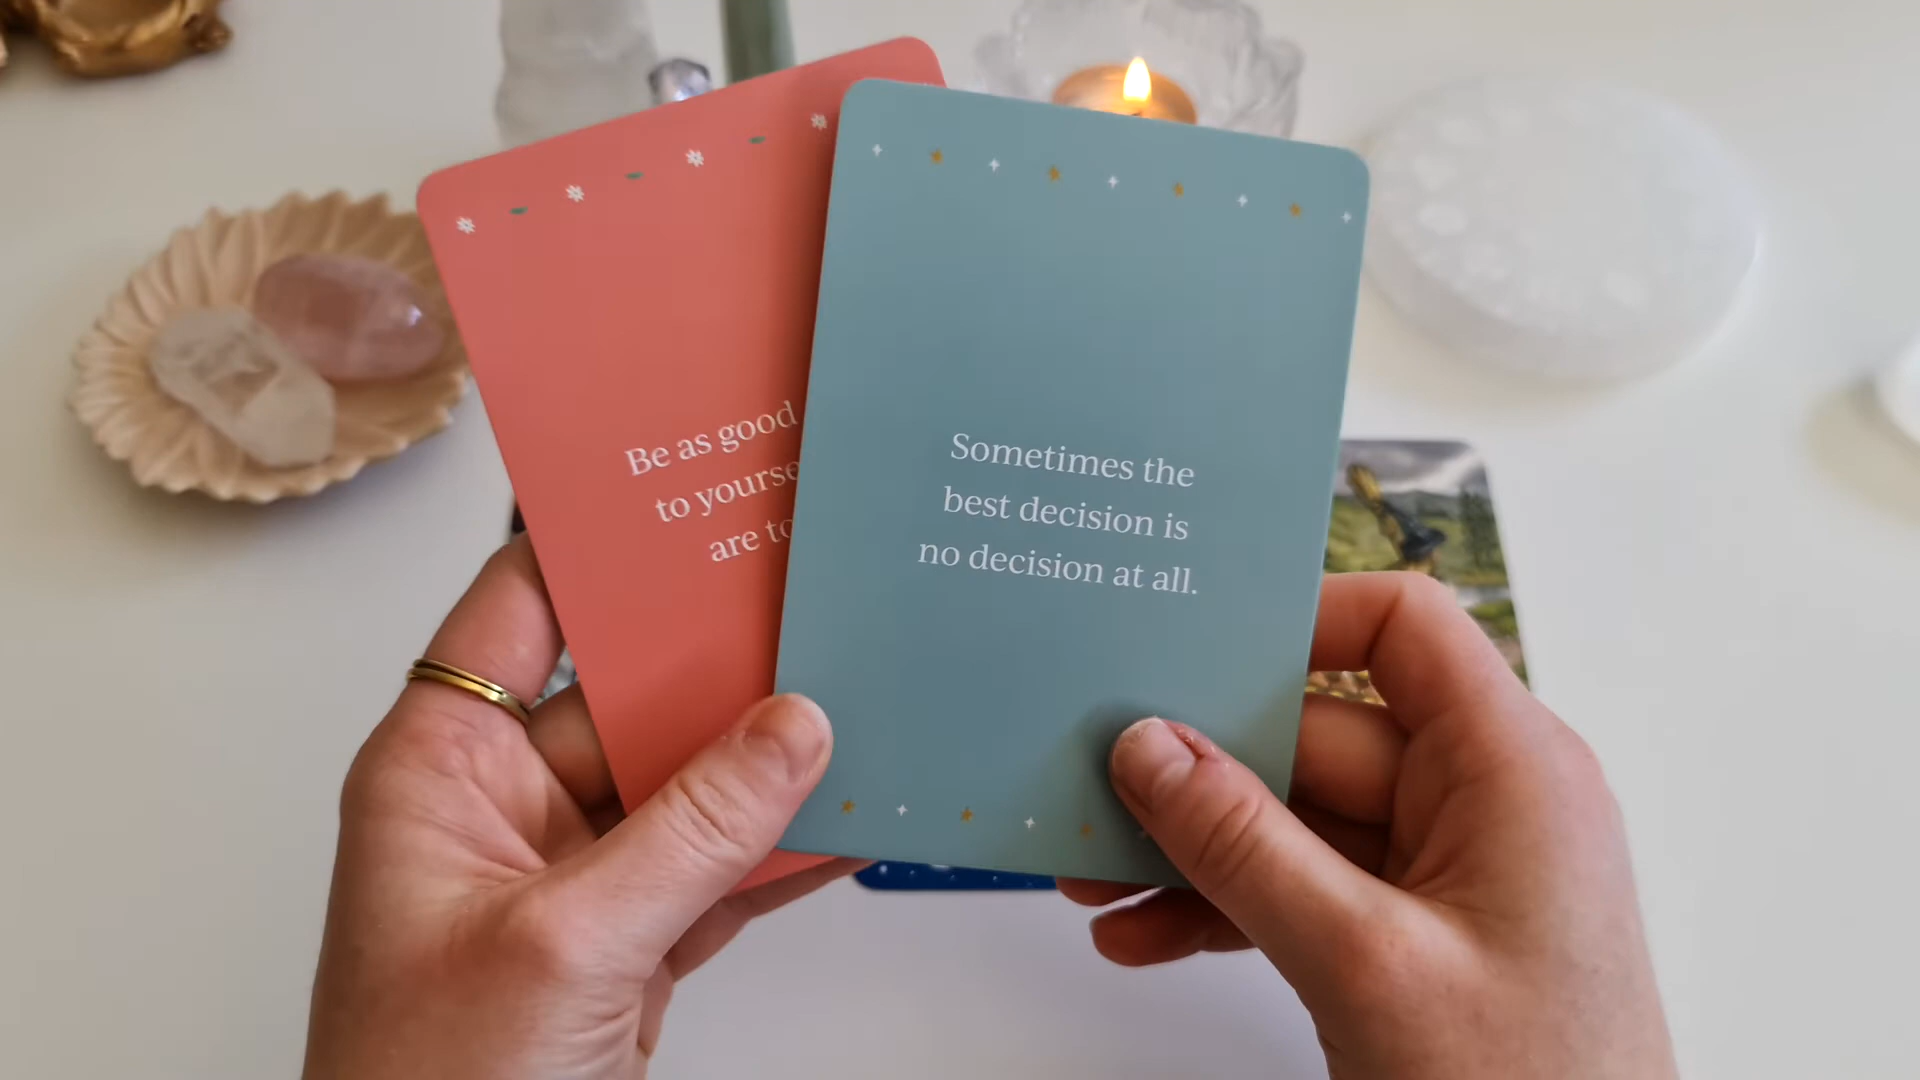 Be as good
to yourse
are to
Sometimes the
best decision is
no decision at all.